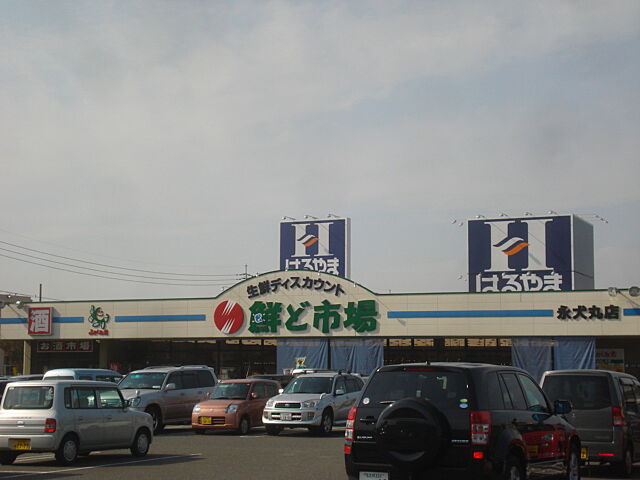 はるやま
はるやま
生鮮ディスカウント
鮮ど市場
酒
永犬丸店
お酒市場